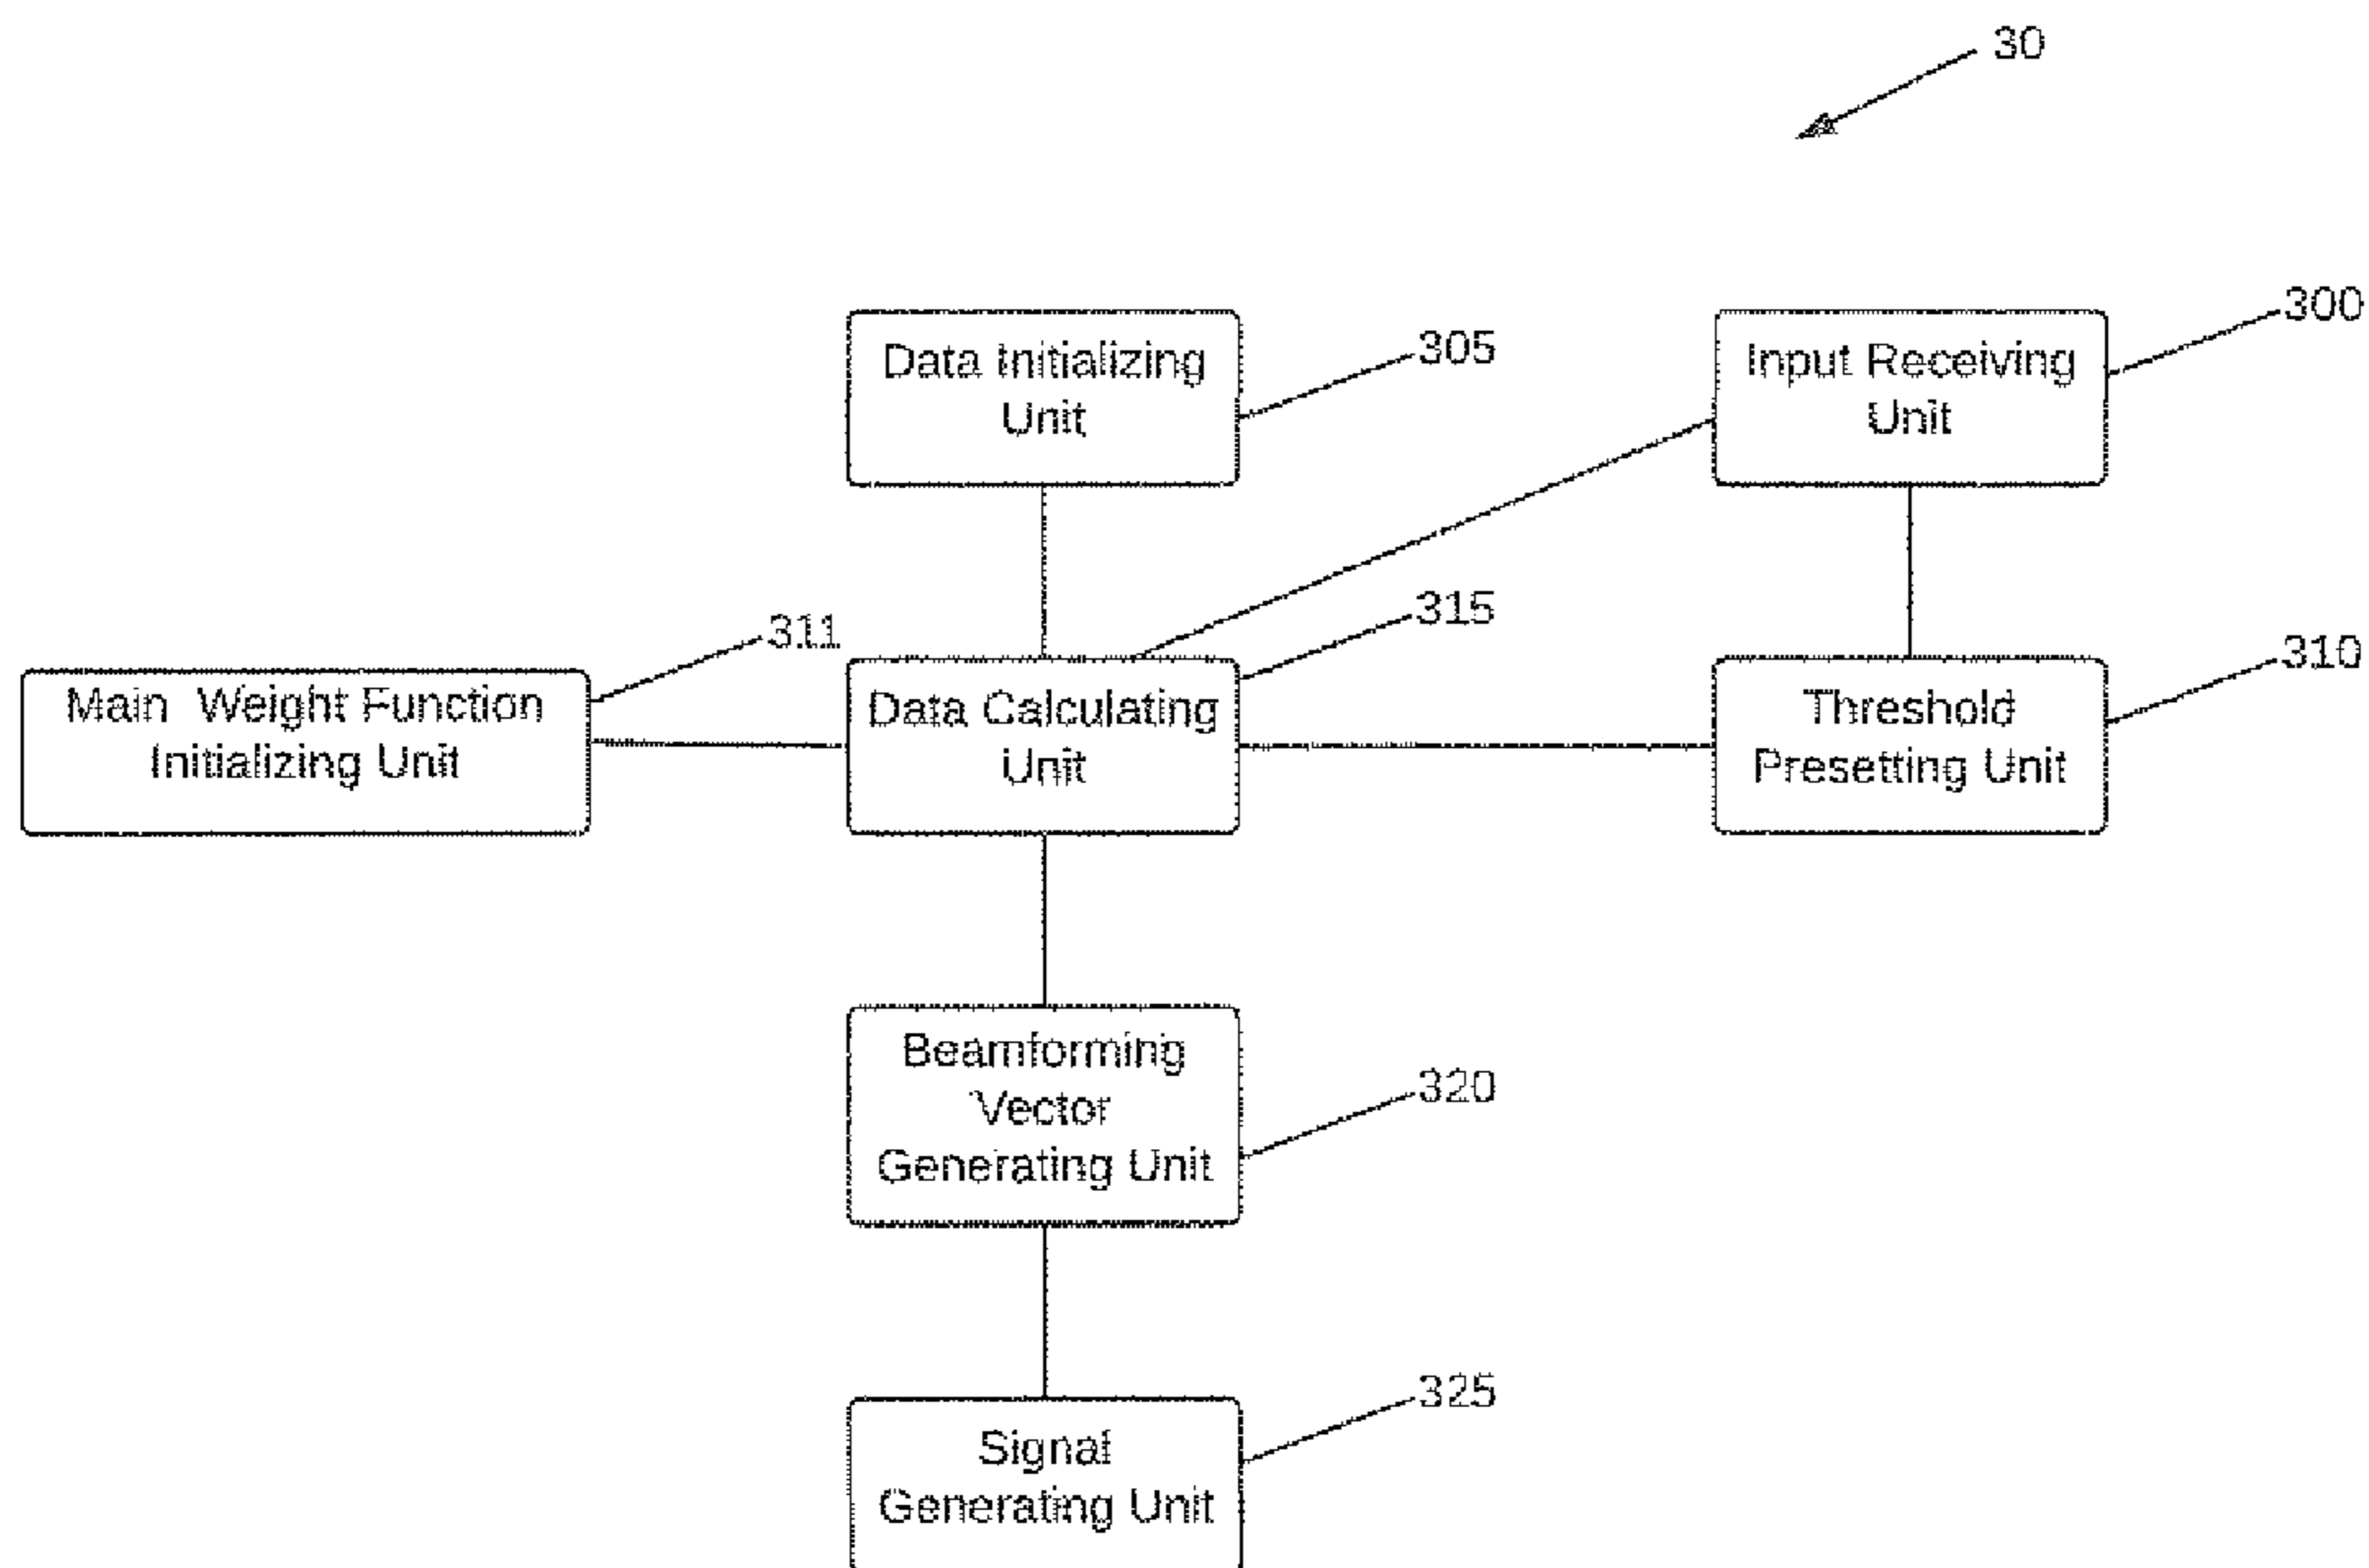 30
300
Data Initializing
Unit
305
Input Receiving
Unit
311
315
310
Main Weight Function
Initializing Unit
Data Calculating
Unit
Threshold
Presetting Unit
Beamforming
Vector
Generating Unit
320
Signal
Generating Unit
325